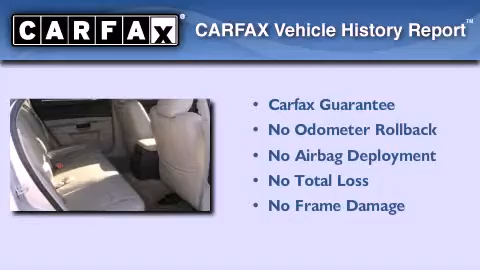 CARFAX® CARFAX Vehicle History Report™
• Carfax Guarantee
• No Odometer Rollback
• No Airbag Deployment
• No Total Loss
• No Frame Damage